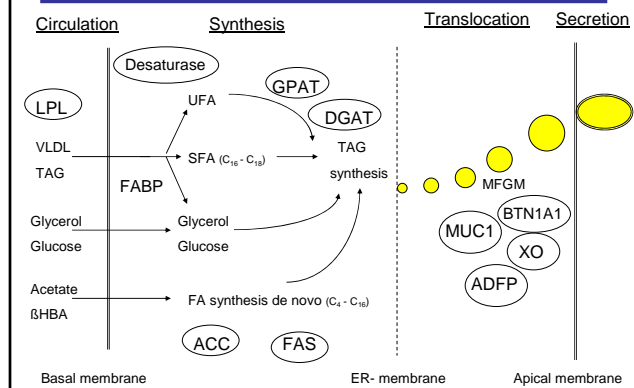 Circulation
Synthesis
Translocation
Secretion
Desaturase
GPAT
LPL
UFA
DGAT
VLDL
TAG
SFA (C16 - C18)
TAG
synthesis
FABP
MFGM
Glycerol
Glucose
Glycerol
Glucose
MUC1
BTN1A1
XO
ADFP
Acetate
ßHBA
FA synthesis de novo (C4 - C16)
ACC
FAS
Basal membrane
ER- membrane
Apical membrane